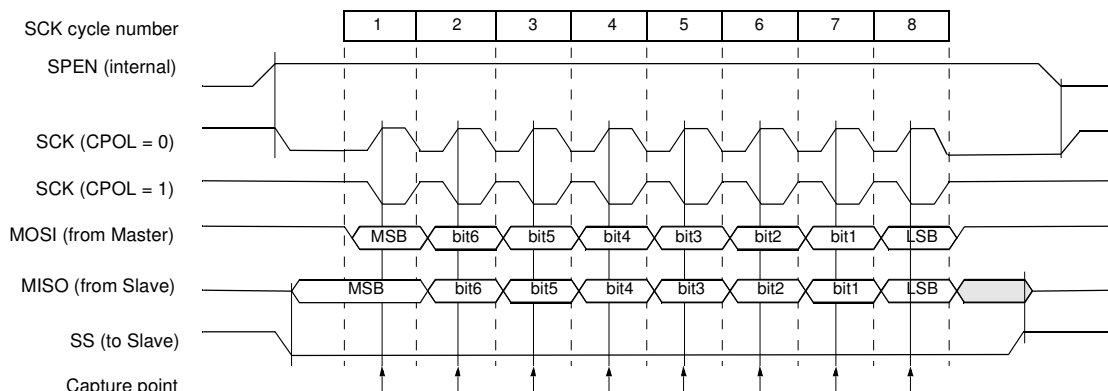 SCK cycle number 1 2 3 4 5 6 7 8
SPEN (internal)
SCK (CPOL = 0)
SCK (CPOL = 1)
MOSI (from Master) MSB bit6 bit5 bit4 bit3 bit2 bit1 LSB
MISO (from Slave) MSB bit6 bit5 bit4 bit3 bit2 bit1 LSB
SS (to Slave)
Capture point